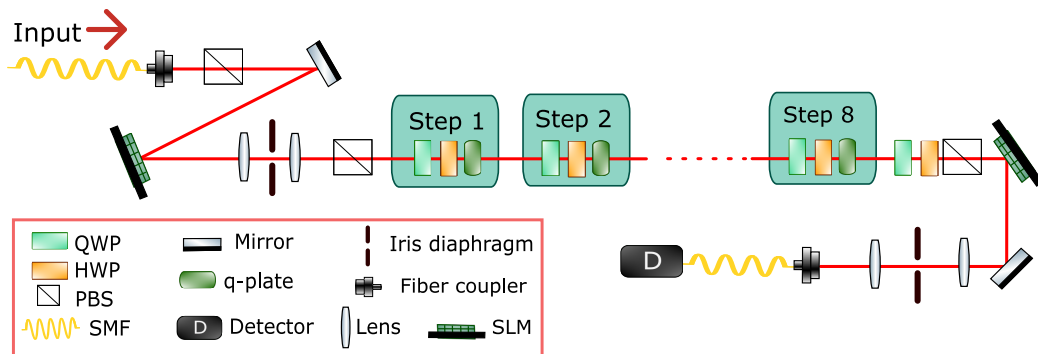 Input
Step 1
Step 2
Step 8
D
QWP
Mirror
Iris diaphragm
HWP
q-plate
Fiber coupler
PBS
SMF
D
Detector
Lens
SLM